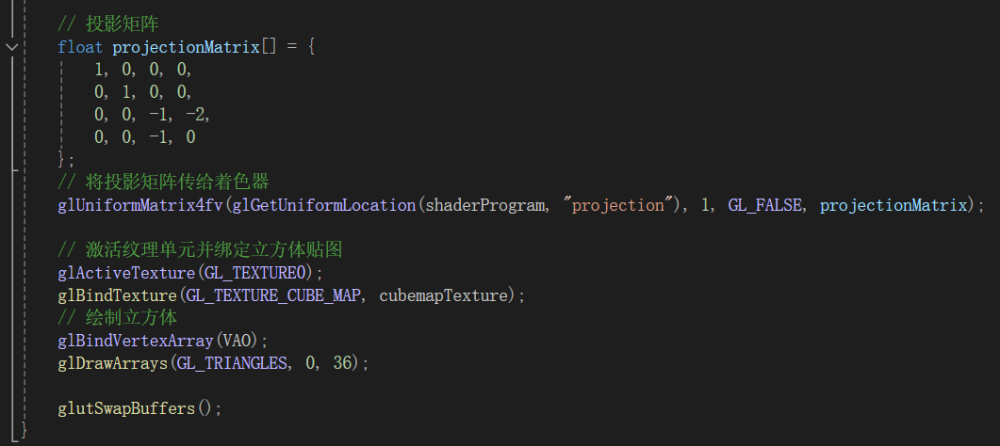 // 投影矩阵
float projectionMatrix[] = {
1, 0, 0, 0,
0, 1, 0, 0,
0, 0, -1, -2,
0, 0, -1, 0
};
// 将投影矩阵传给着色器
glUniformMatrix4fv(glGetUniformLocation(shaderProgram, "projection"), 1, GL_FALSE, projectionMatrix);
// 激活纹理单元并绑定立方体贴图
glActiveTexture(GL_TEXTURE0);
glBindTexture(GL_TEXTURE_CUBE_MAP, cubemapTexture);
// 绘制立方体
glBindVertexArray(VAO);
glDrawArrays(GL_TRIANGLES, 0, 36);
glutSwapBuffers();
}